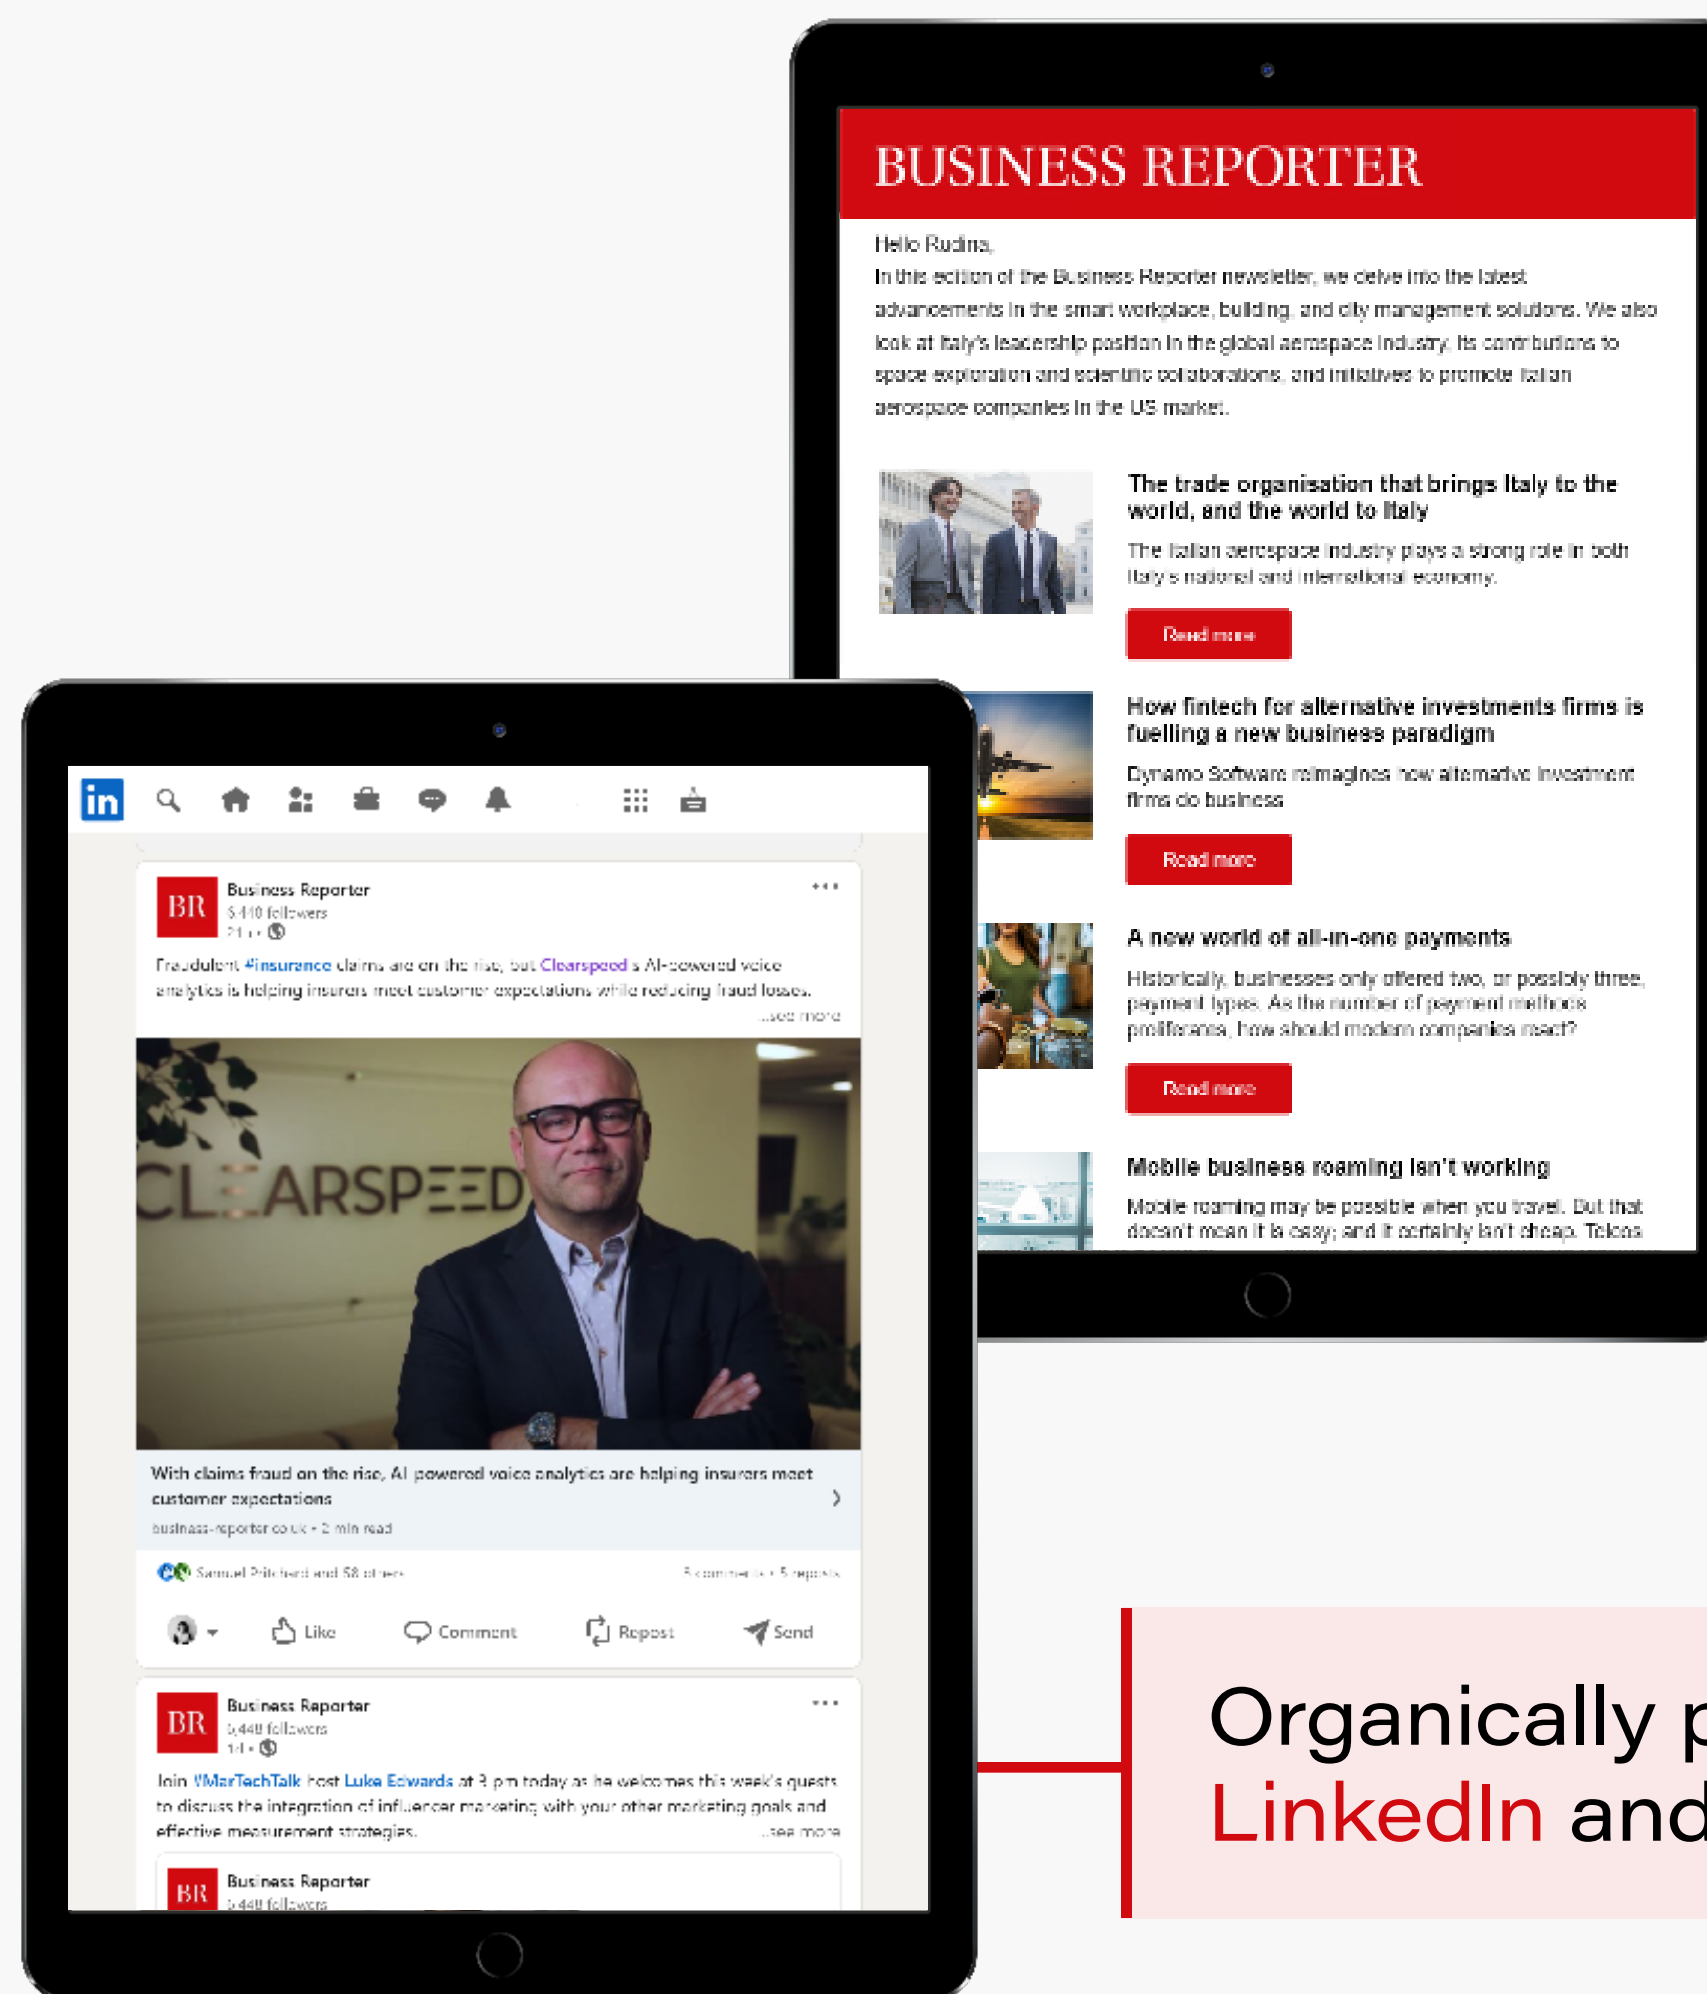 BUSINESS REPORTER
Hello Rudina,
In this edition of the Business Reporter newsletter, we delve into the latest
advancements in the smart workplace, building, and city management solutions. We also
look at Italy's leadership position in the global aerospace industry, its contributions to
space exploration and scientific collaborations, and initiatives to promote Italian
aerospace companies in the US market.
The trade organisation that brings Italy to the
world, and the world to Italy
The Italian aerospace industry plays a strong role in both
Italy's national and international economy.
Read more
How fintech for alternative investments firms is
fuelling a new business paradigm
Dynamo Software reimagines how alternative investment
firms do business
Read more
A new world of all-in-one payments
Historically, businesses only offered two, or possibly three,
payment types. As the number of payment methods
proliferates, how should modern companies react?
Read more
Mobile business roaming isn't working
Mobile roaming may be possible when you travel. But that
doesn't mean it is easy; and it certainly isn't cheap. Telcos
in
BR
Business Reporter
followers
Fraudulent #insurance claims are on the rise, but Clearspeed's AI-powered voice
analytics is helping insurers meet customer expectations while reducing fraud losses.
...see more
CLEARSPEED
With claims fraud on the rise, AI powered voice analytics are helping insurers meet
customer expectations
business-reporter.co.uk • 2 min read
Samuel Pritchard and 58 others
comments • 5 reposts
Like
Comment
Repost
Send
BR
Business Reporter
followers
1d •
Join #MarTechTalk host Luke Edwards at pm today as he welcomes this week's guests
to discuss the integration of influencer marketing with your other marketing goals and
effective measurement strategies.
...see more
BR
Business Reporter
followers
Organically p
LinkedIn and